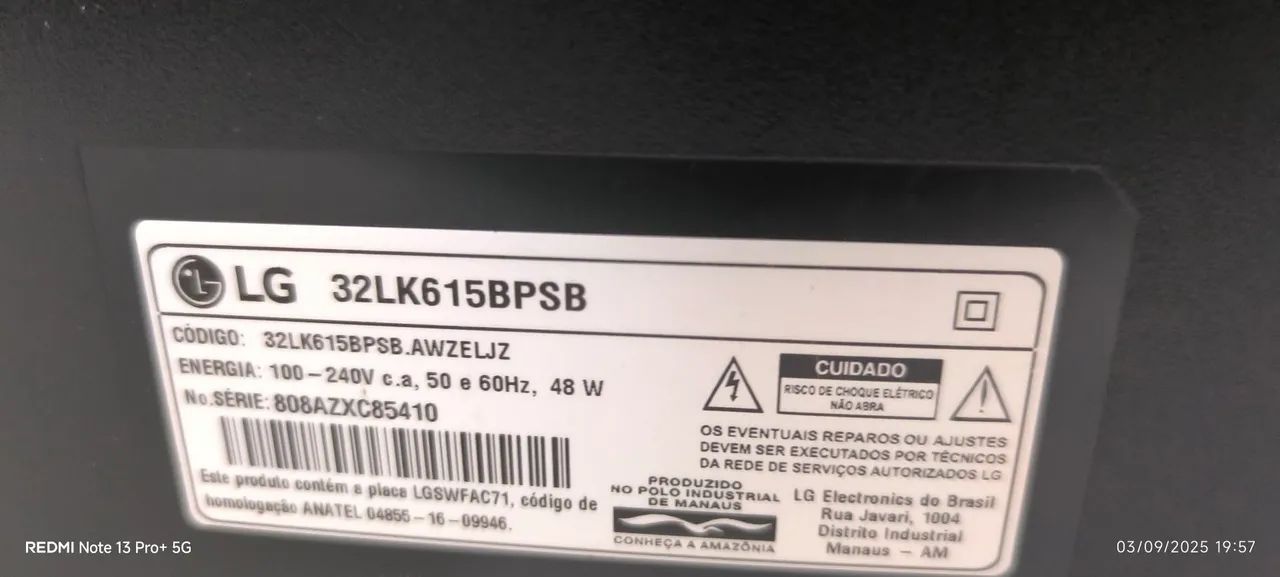 LG 32LK615BPSB
CÓDIGO: 32LK615BPSB.AWZELJZ
ENERGIA: 100-240V c.a, 50 e 60Hz, 48 W
No.SÉRIE: 808AZXC85410
Este produto contém a placa LGSWFAC71, código de
homologação ANATEL 04855-16-09946.
CUIDADO
RISCO DE CHOQUE ELÉTRICO
NÃO ABRA
OS EVENTUAIS REPAROS OU AJUSTES
DEVEM SER EXECUTADOS POR TÉCNICOS
DA REDE DE SERVIÇOS AUTORIZADOS LG
PRODUZIDO
NO POLO INDUSTRIAL
DE MANAUS
CONHEÇA A AMAZÔNIA
LG Electronics do Brasil
Rua Javari, 1004
Distrito Industrial
Manaus - AM
REDMI Note 13 Pro+ 5G
03/09/2025 19:57